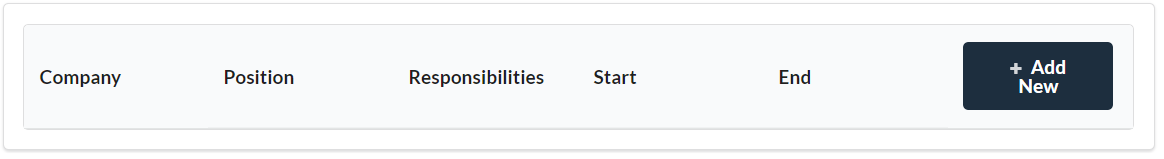 Company Position Responsibilities Start End
+ Add
New